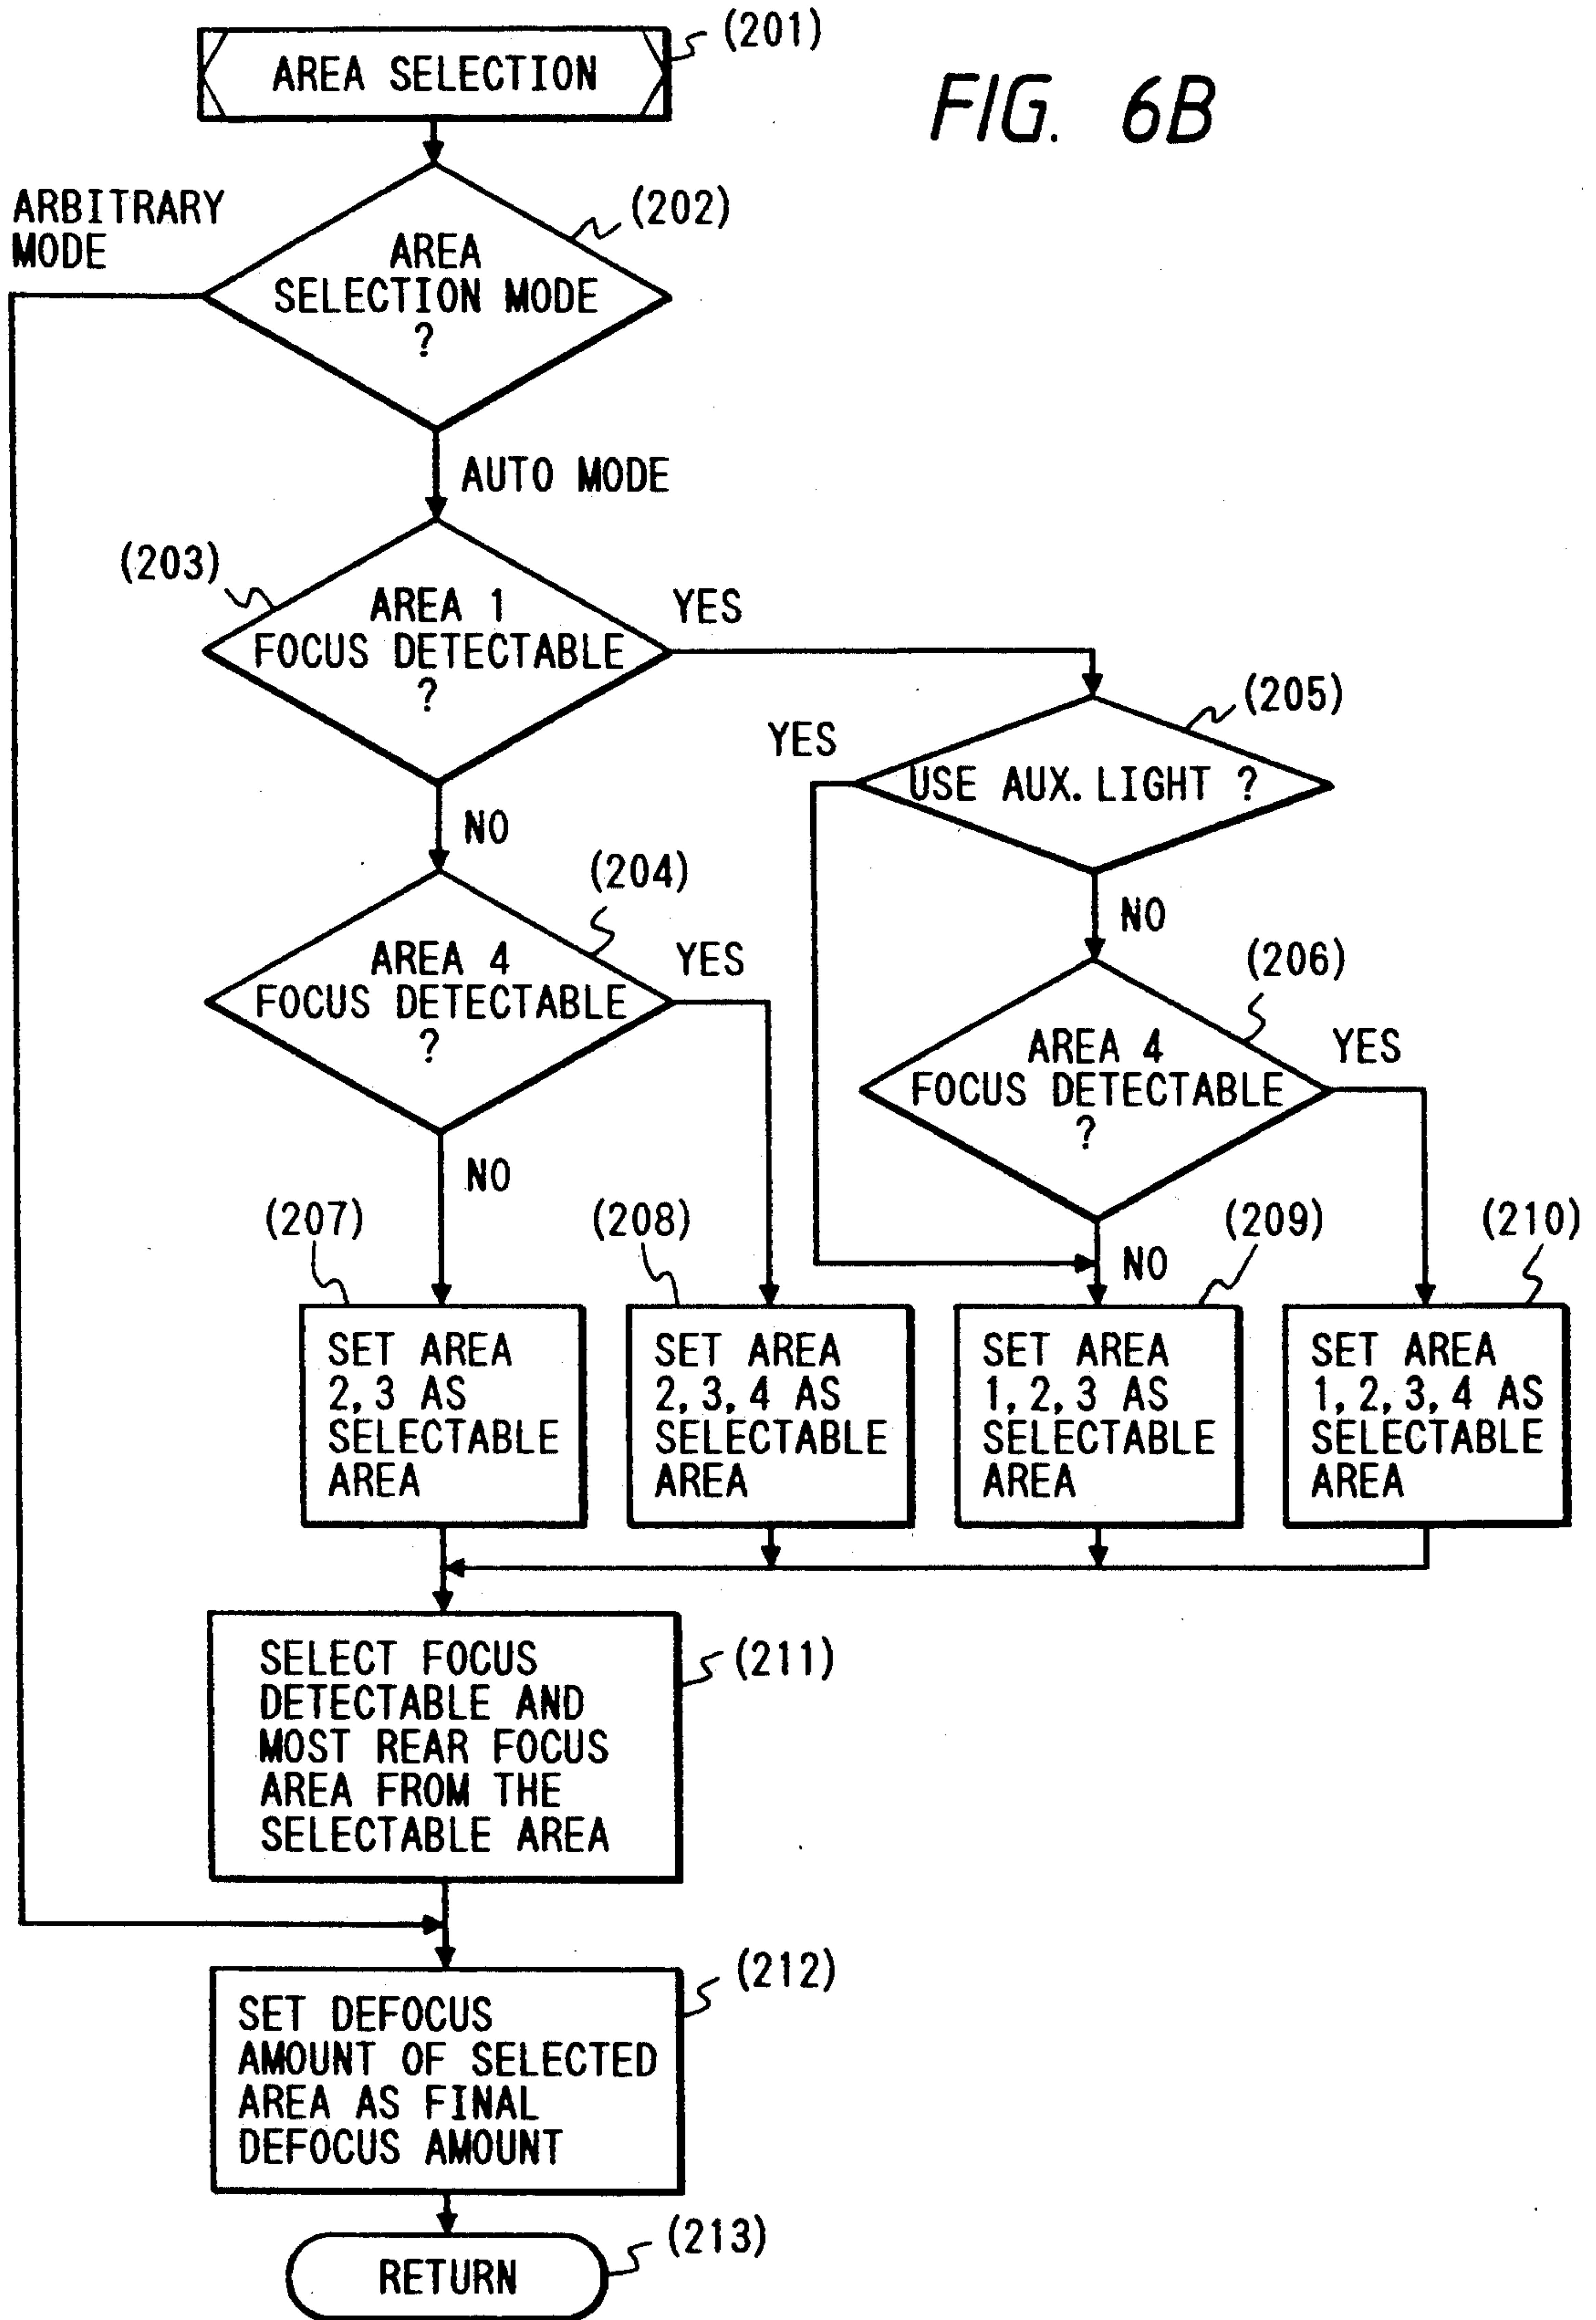 (201)
AREA SELECTION
FIG. 6B
ARBITRARY
MODE
(202)
AREA
SELECTION MODE
?
AUTO MODE
(203)
AREA 1
FOCUS DETECTABLE
?
YES
NO
(205)
YES
USE AUX. LIGHT ?
NO
(204)
AREA 4
FOCUS DETECTABLE
?
YES
NO
(206)
AREA 4
FOCUS DETECTABLE
?
YES
NO
(207)
SET AREA
2, 3 AS
SELECTABLE
AREA
(208)
SET AREA
2, 3, 4 AS
SELECTABLE
AREA
(209)
SET AREA
1, 2, 3 AS
SELECTABLE
AREA
(210)
SET AREA
1, 2, 3, 4 AS
SELECTABLE
AREA
(211)
SELECT FOCUS
DETECTABLE AND
MOST REAR FOCUS
AREA FROM THE
SELECTABLE AREA
(212)
SET DEFOCUS
AMOUNT OF SELECTED
AREA AS FINAL
DEFOCUS AMOUNT
(213)
RETURN